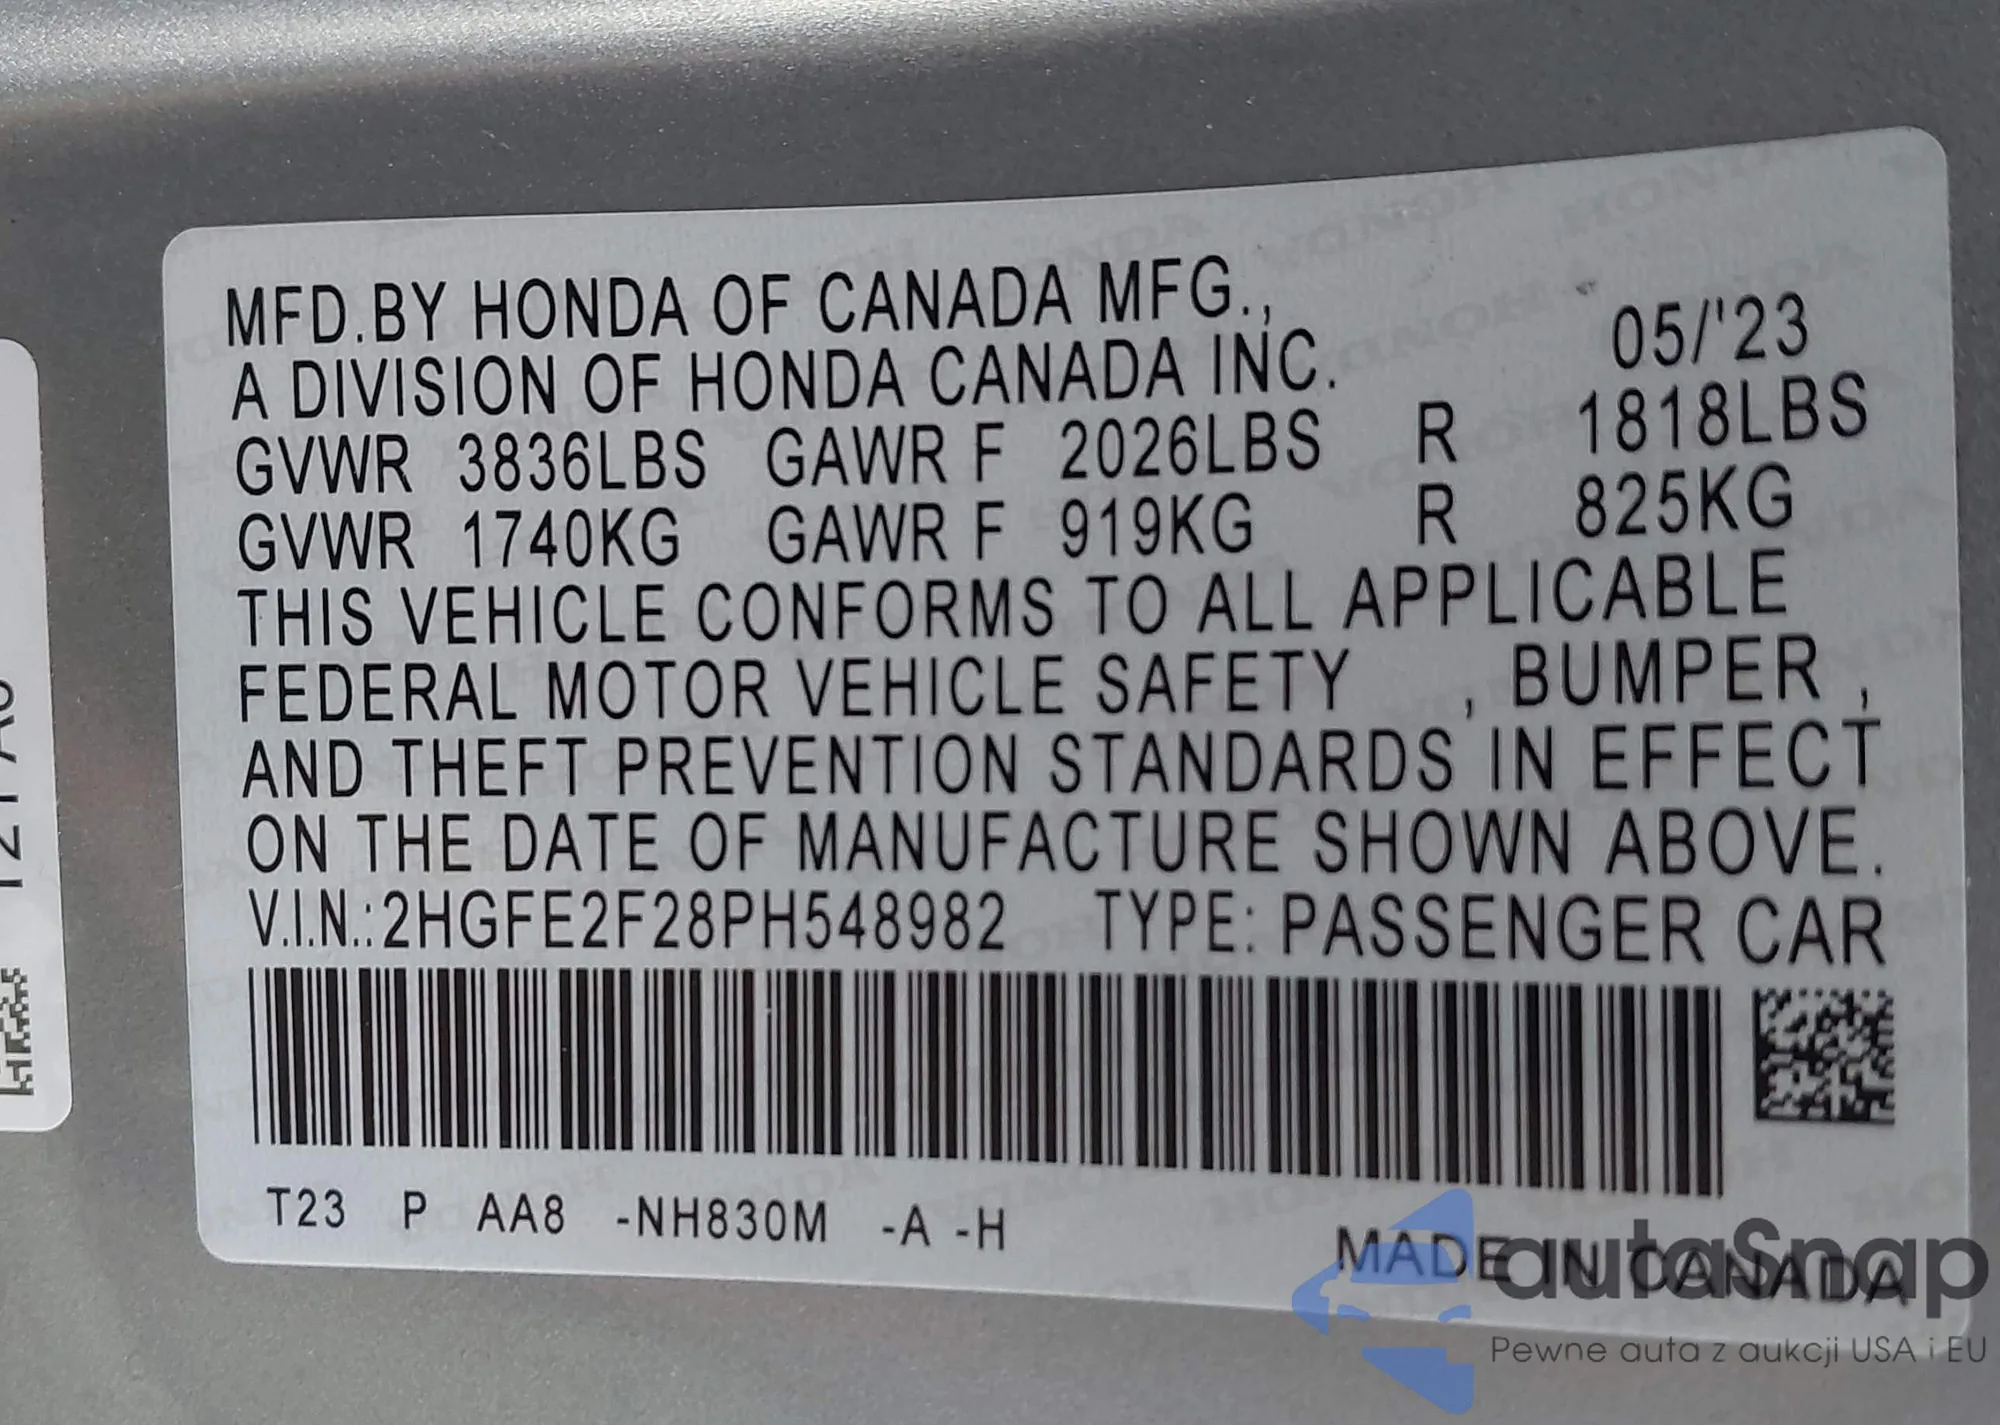 MFD.BY HONDA OF CANADA MFG.,
A DIVISION OF HONDA CANADA INC. 05/'23
GVWR 3836LBS GAWR F 2026LBS R 1818LBS
GVWR 1740KG GAWR F 919KG R 825KG
THIS VEHICLE CONFORMS TO ALL APPLICABLE
FEDERAL MOTOR VEHICLE SAFETY , BUMPER ,
AND THEFT PREVENTION STANDARDS IN EFFECT
ON THE DATE OF MANUFACTURE SHOWN ABOVE.
V.I.N.:2HGFE2F28PH548982 TYPE: PASSENGER CAR
T23 P AA8 -NH830M -A -H
MADE IN CANADA
autaSnap
Pewne auta z aukcji USA i EU